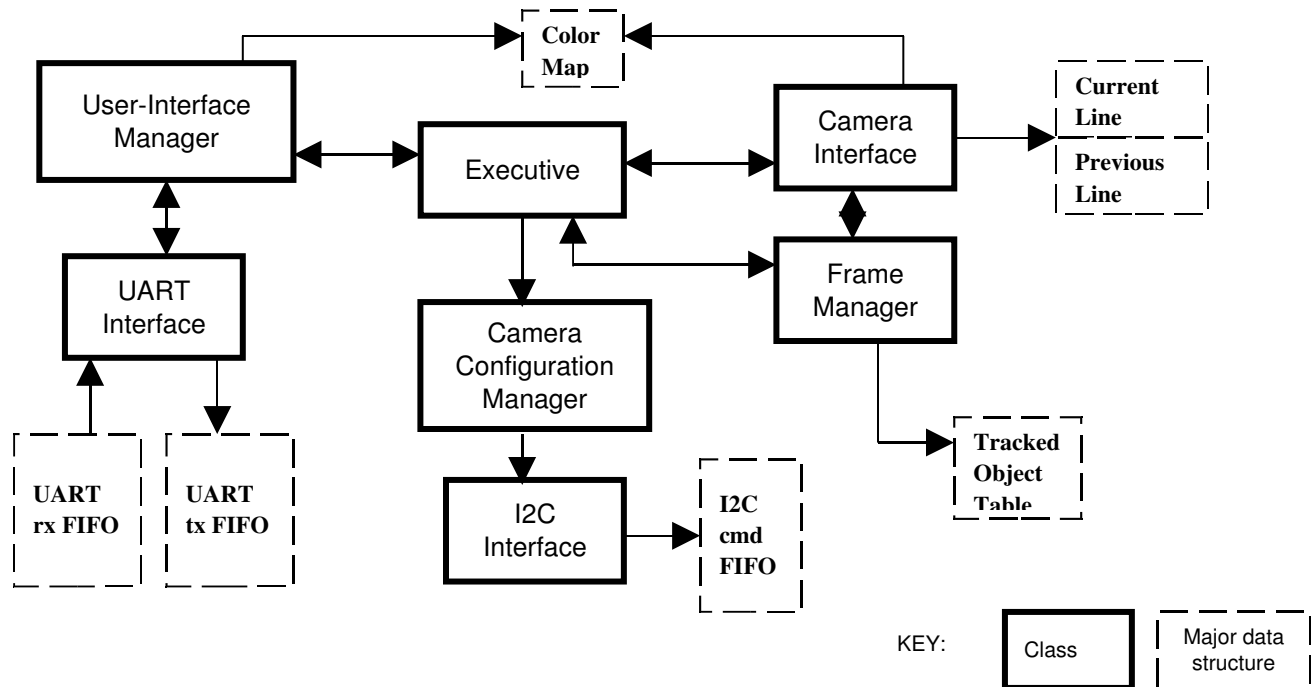 Color
Map
User-Interface
Manager
Executive
Camera
Interface
Current
Line
Previous
Line
UART
Interface
Frame
Manager
Camera
Configuration
Manager
UART
rx FIFO
UART
tx FIFO
I2C
Interface
I2C
cmd
FIFO
Tracked
Object
Table
KEY:
Class
Major data
structure